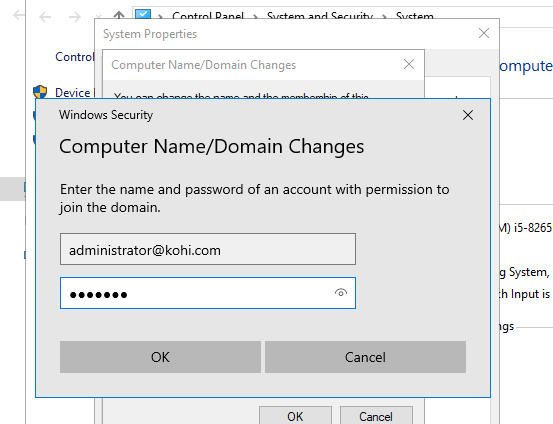 Control Panel > System and Security > System
System Properties
Control
Computer Name/Domain Changes
ompute
Device
You can change the name and the membership of this
Windows Security
Computer Name/Domain Changes
Enter the name and password of an account with permission to
join the domain.
M) i5-8265
administrator@kohi.com
ng System,
•••••••
h Input is
ngs
OK
Cancel
OK
Cancel